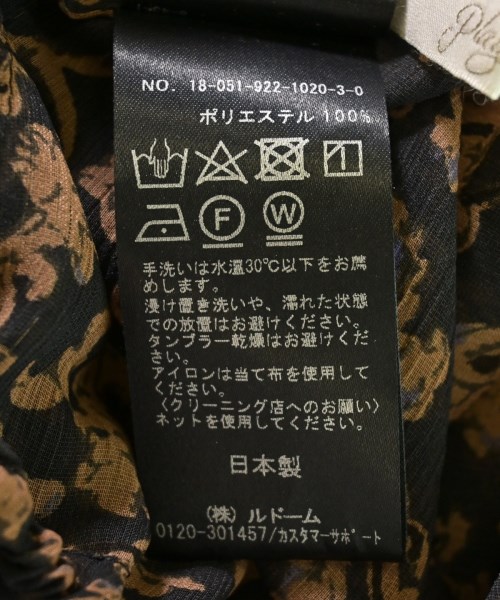 Play
NO. 18-051-922-1020-3-0
ポリエステル 100%
F W
手洗いは水温30℃以下をお薦
めします。
浸け置き洗いや、濡れた状態
での放置はお避けください。
タンブラー乾燥はお避けくださ
い。
アイロンは当て布を使用して
ください。
〈クリーニング店へのお願い〉
ネットを使用してください。
日本製
(株) ルドーム
0120-301457/カスタマーサポート